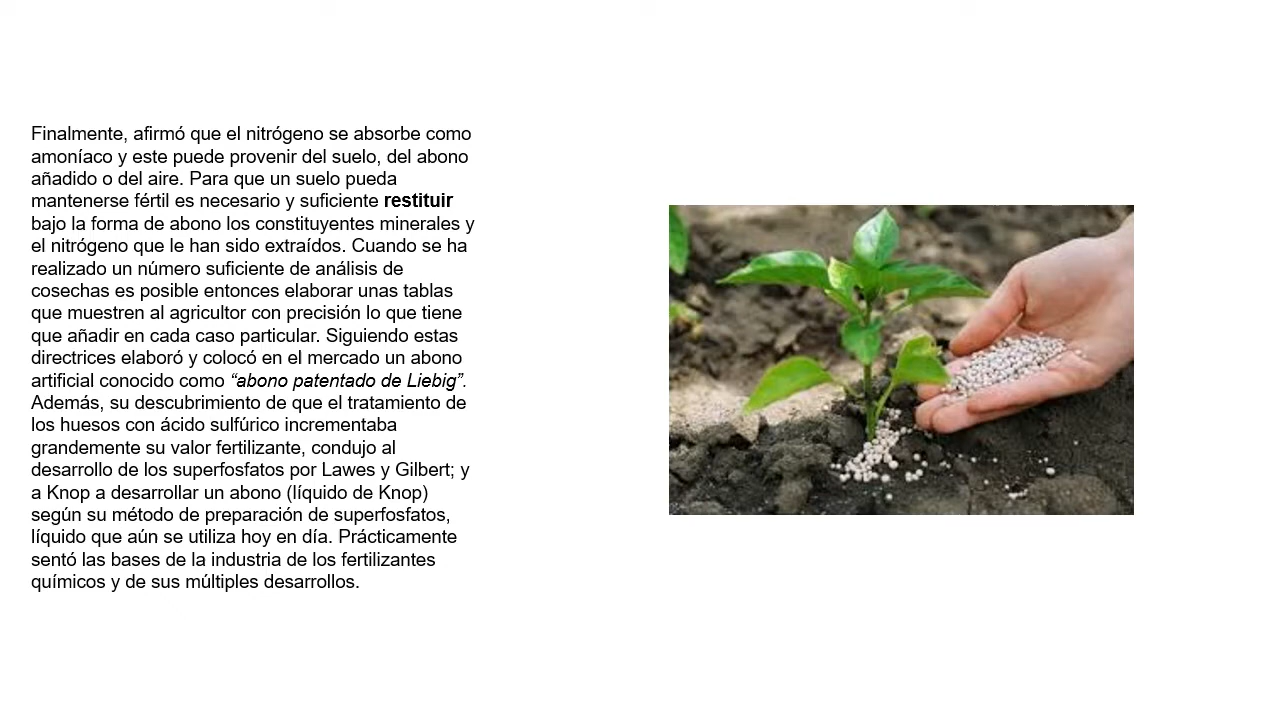 Finalmente, afirmó que el nitrógeno se absorbe como
amoníaco y este puede provenir del suelo, del abono
añadido o del aire. Para que un suelo pueda
mantenerse fértil es necesario y suficiente restituir
bajo la forma de abono los constituyentes minerales y
el nitrógeno que le han sido extraídos. Cuando se ha
realizado un número suficiente de análisis de
cosechas es posible entonces elaborar unas tablas
que muestren al agricultor con precisión lo que tiene
que añadir en cada caso particular. Siguiendo estas
directrices elaboró y colocó en el mercado un abono
artificial conocido como “abono patentado de Liebig”.
Además, su descubrimiento de que el tratamiento de
los huesos con ácido sulfúrico incrementaba
grandemente su valor fertilizante, condujo al
desarrollo de los superfosfatos por Lawes y Gilbert; y
a Knop a desarrollar un abono (líquido de Knop)
según su método de preparación de superfosfatos,
líquido que aún se utiliza hoy en día. Prácticamente
sentó las bases de la industria de los fertilizantes
químicos y de sus múltiples desarrollos.